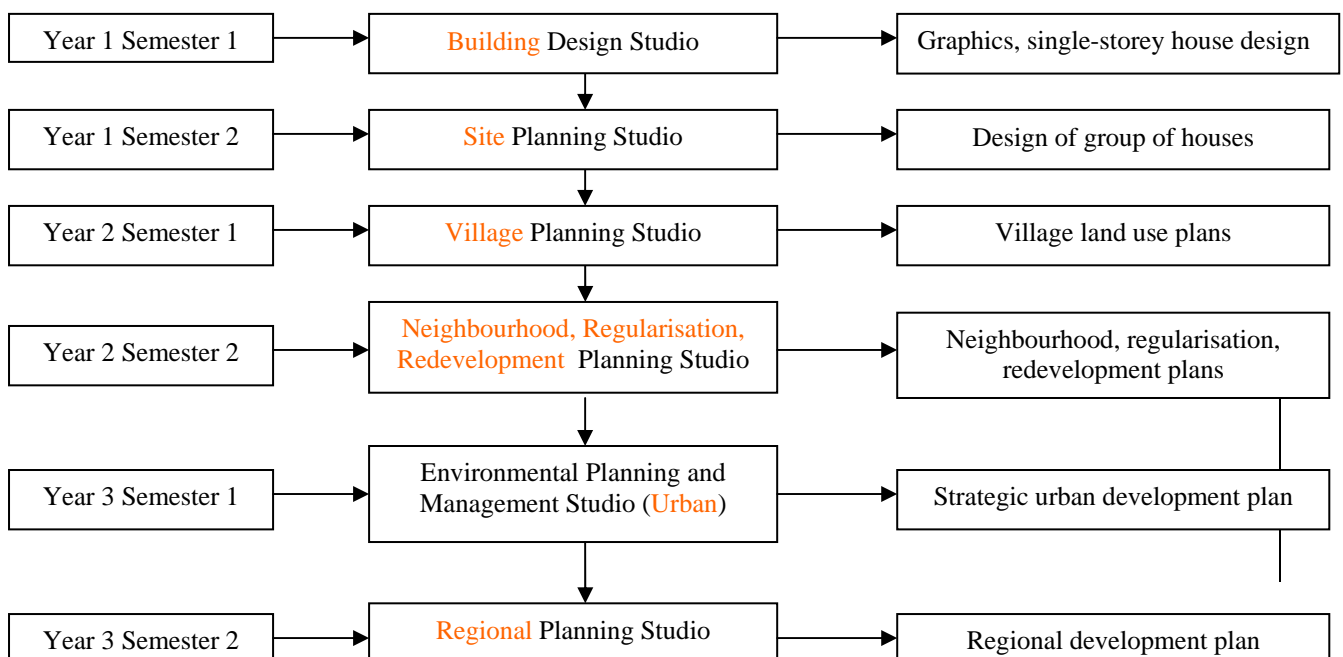 Year 1 Semester 1
Building Design Studio
Graphics, single-storey house design
Year 1 Semester 2
Site Planning Studio
Design of group of houses
Year 2 Semester 1
Village Planning Studio
Village land use plans
Year 2 Semester 2
Neighbourhood, Regularisation,
Redevelopment Planning Studio
Neighbourhood, regularisation,
redevelopment plans
Year 3 Semester 1
Environmental Planning and
Management Studio (Urban)
Strategic urban development plan
Year 3 Semester 2
Regional Planning Studio
Regional development plan